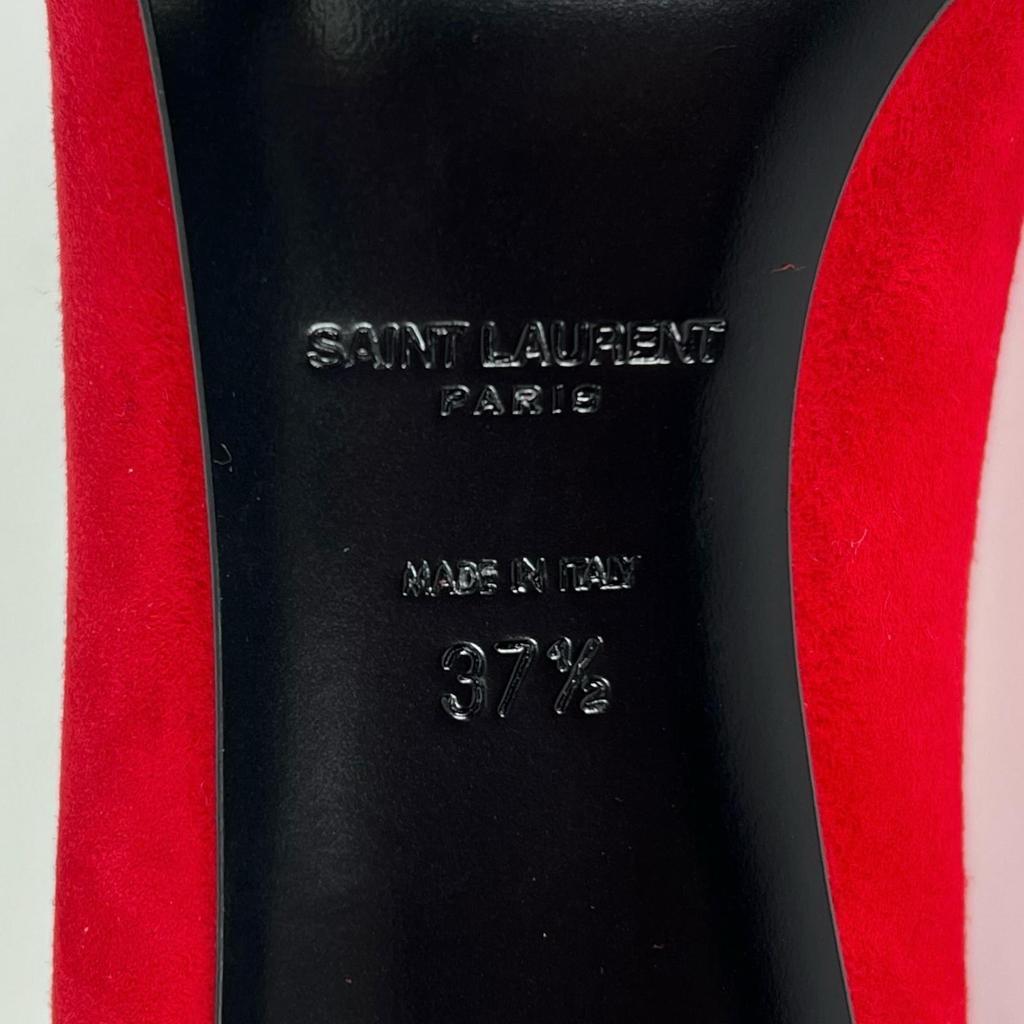 SAINT LAURENT
PARIS
MADE IN ITALY
37½